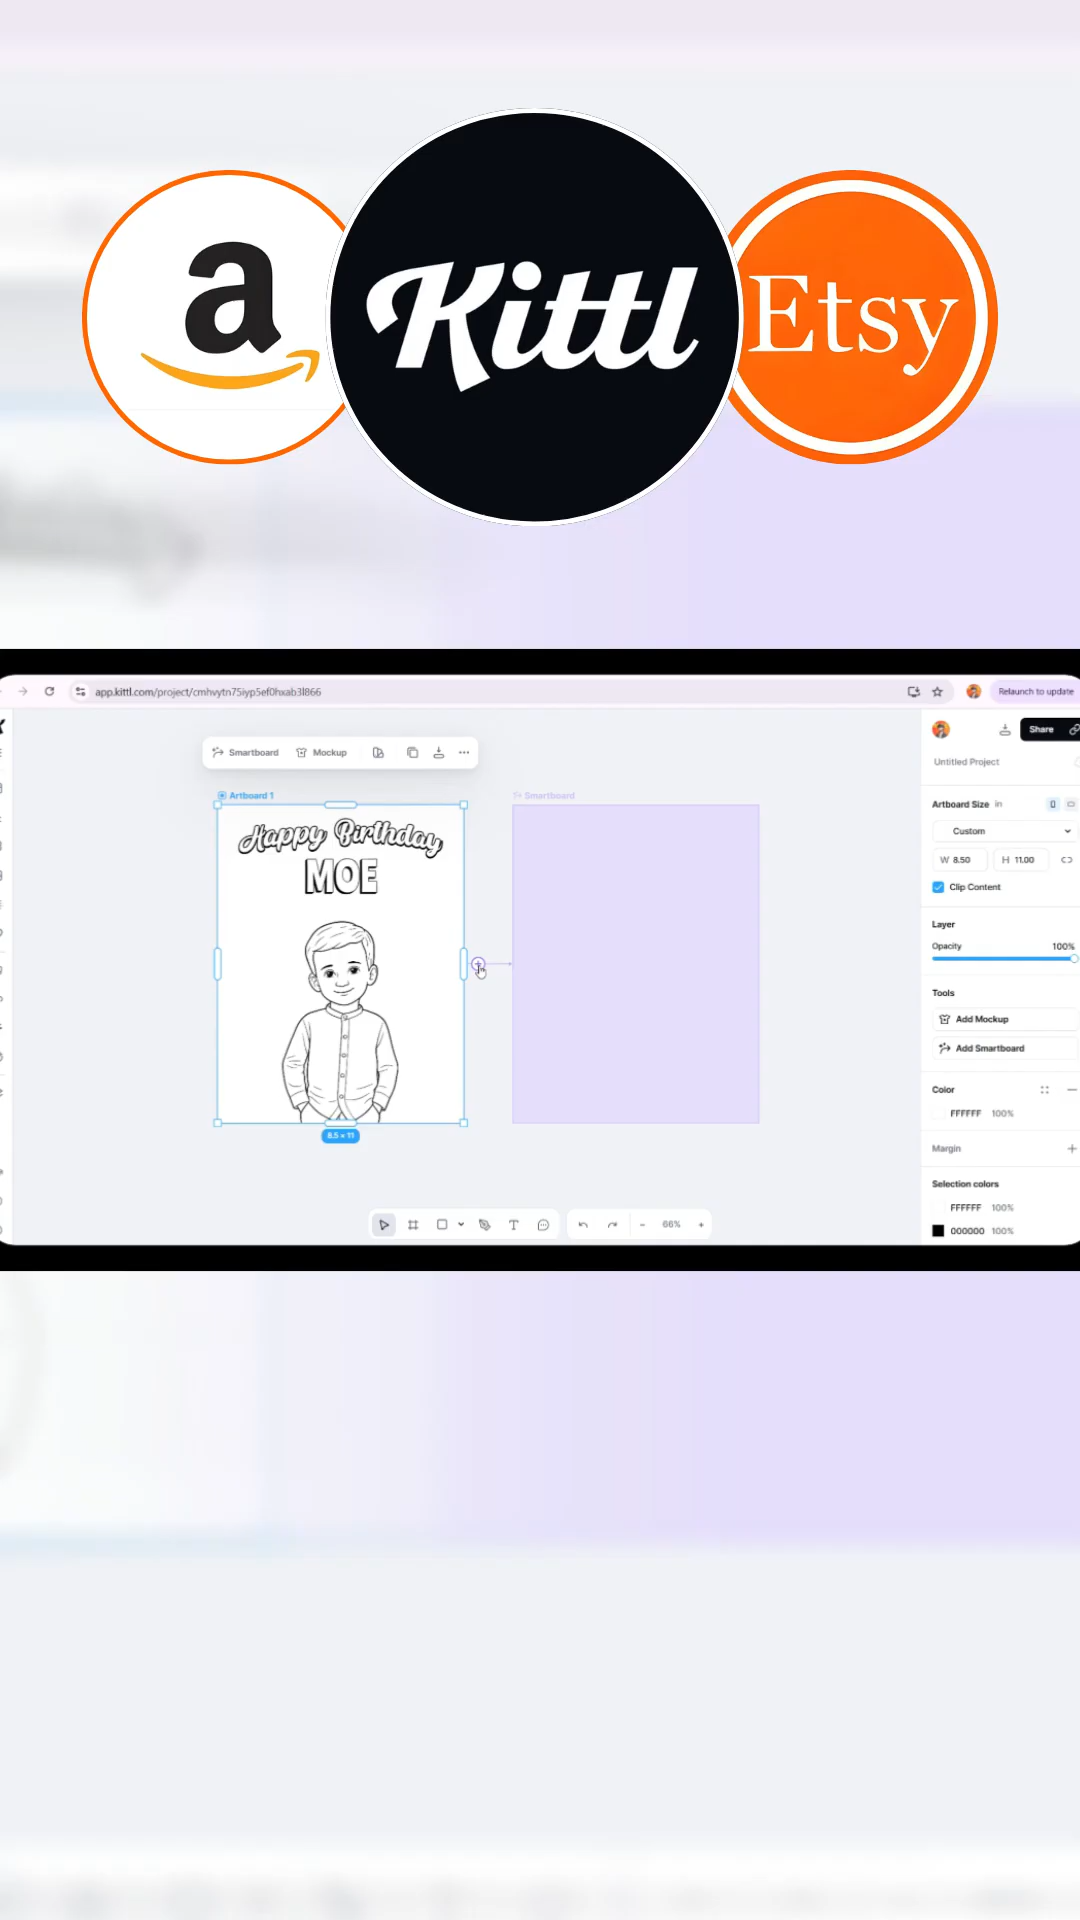 a
Kittl
Etsy
app.kittl.com/project/cmhvytn75iyp5ef0hxab3l866
Relaunch to update
Smartboard
Mockup
Share
Untitled Project
Artboard 1
Smartboard
Artboard Size in
Custom
W 8.50
H 11.00
Clip Content
Happy Birthday
MOE
Layer
Opacity 100%
Tools
Add Mockup
Add Smartboard
Color
FFFFFF 100%
Margin
8.5 × 11
Selection colors
FFFFFF 100%
000000 100%
66%